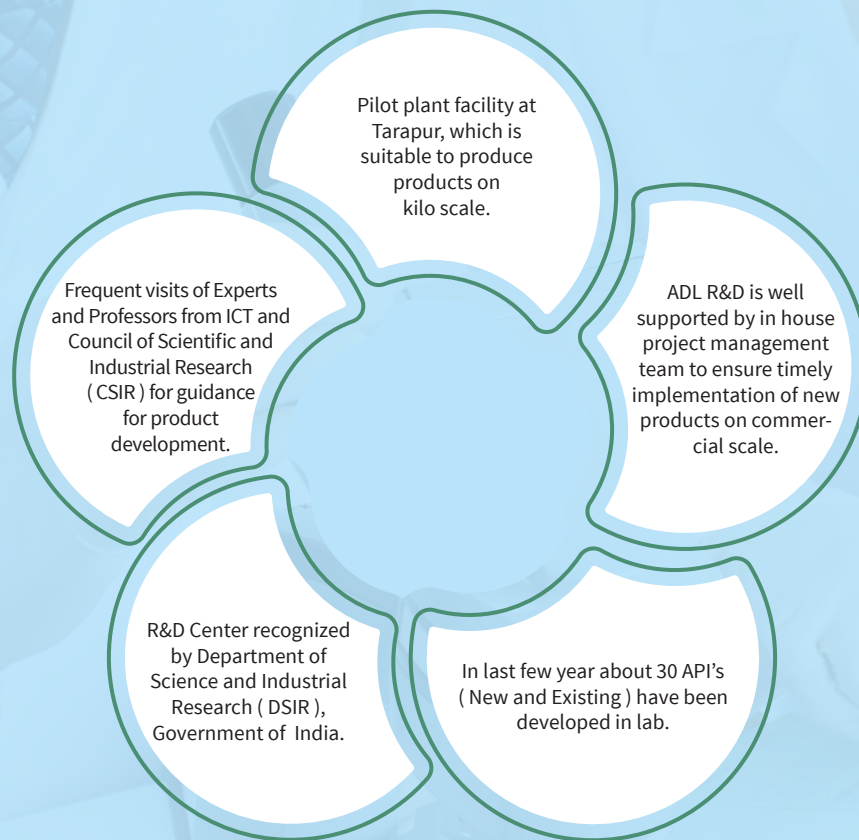 Pilot plant facility at
Tarapur, which is
suitable to produce
products on
kilo scale.
ADL R&D is well
supported by in house
project management
team to ensure timely
implementation of new
products on commer-
cial scale.
In last few year about 30 API’s
( New and Existing ) have been
developed in lab.
R&D Center recognized
by Department of
Science and Industrial
Research ( DSIR ),
Government of India.
Frequent visits of Experts
and Professors from ICT and
Council of Scientific and
Industrial Research
( CSIR ) for guidance
for product
development.